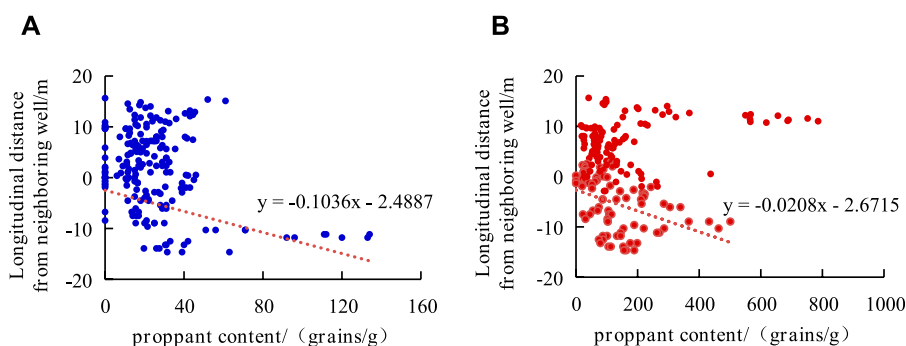 A
Longitudinal distance
from neighboring well/m
20
10
0
-10
-20
y = -0.1036x - 2.4887
0
40
80
120
160
proppant content/（grains/g）
B
Longitudinal distance
from neighboring well/m
20
10
0
-10
-20
y = -0.0208x - 2.6715
0
200
400
600
800
1000
proppant content/（grains/g）